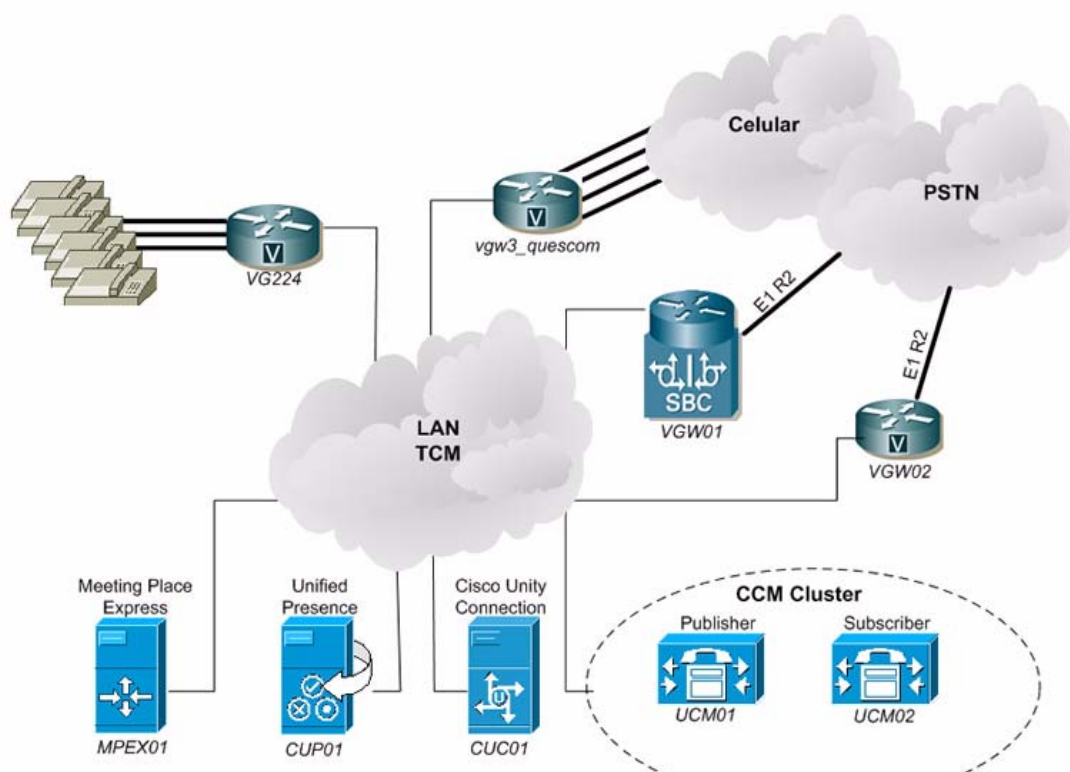 Celular
PSTN
VG224
vgw3_quescom
E1 R2
E1 R2
SBC
VGW01
VGW02
LAN
TCM
Meeting Place
Express
MPEX01
Unified
Presence
CUP01
Cisco Unity
Connection
CUC01
CCM Cluster
Publisher
Subscriber
UCM01
UCM02
V
V
V
U